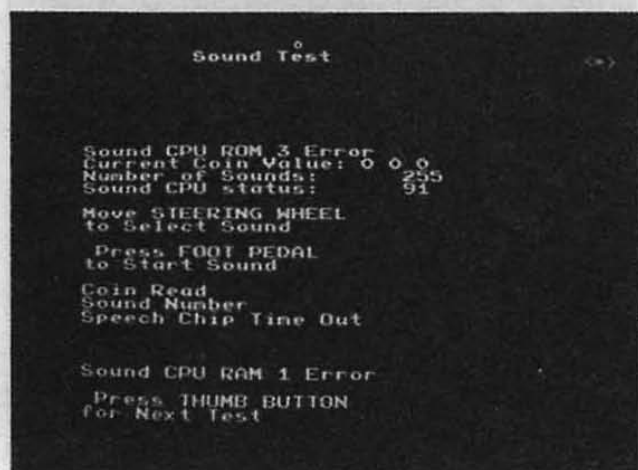 Sound Test
Sound CPU ROM 3 Error
Current Coin Value: 0 0 0
Number of Sounds: 255
Sound CPU status: 91
Move STEERING WHEEL
to Select Sound
Press FOOT PEDAL
to Start Sound
Coin Read
Sound Number
Speech Chip Time Out
Sound CPU RAM 1 Error
Press THUMB BUTTON
for Next Test